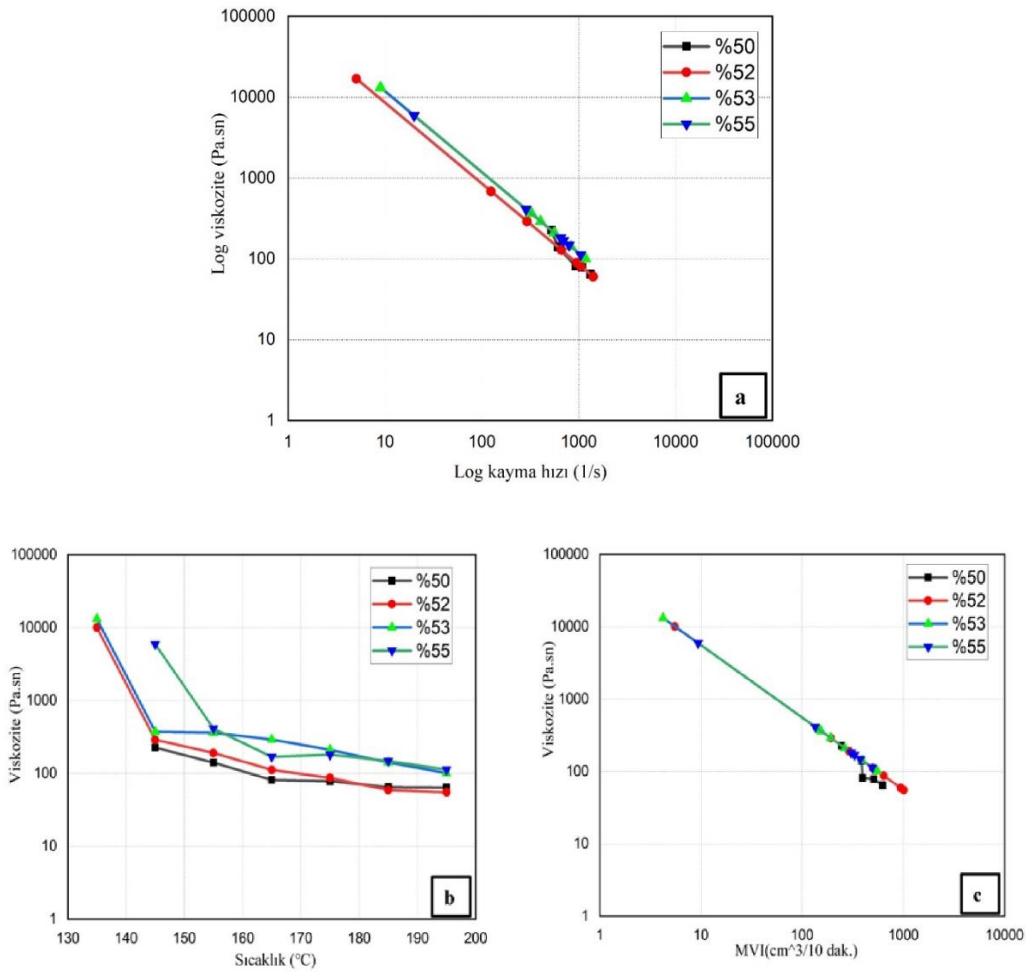 100000
10000
1000
100
10
1
Log viskozite (Pa.sn)
%50
%52
%53
%55
a
1 10 100 1000 10000 100000
Log kayma hızı (1/s)
100000
10000
1000
100
10
1
Viskozite (Pa.sn)
%50
%52
%53
%55
b
130 140 150 160 170 180 190 200
Sıcaklık (°C)
100000
10000
1000
100
10
1
Viskozite (Pa.sn)
%50
%52
%53
%55
c
1 10 100 1000 10000
MVI(cm^3/10 dak.)